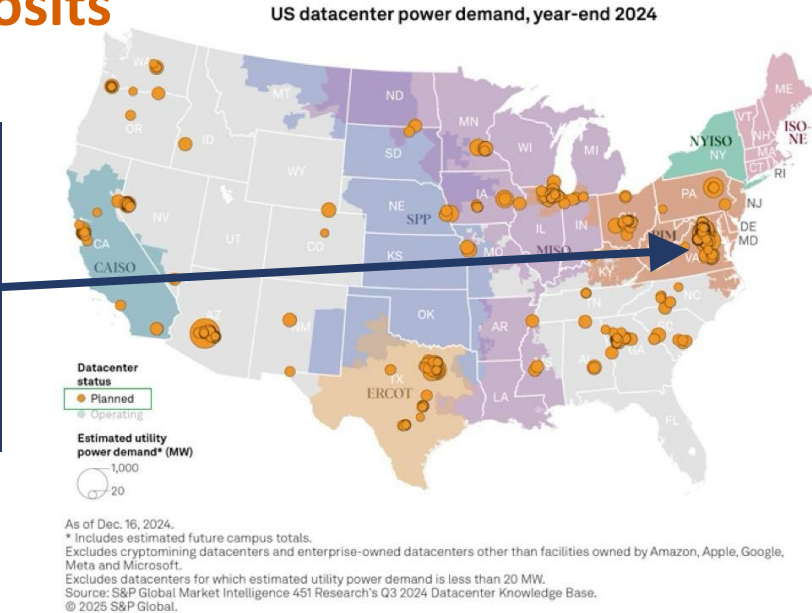 osits
US datacenter power demand, year-end 2024
WA
OR
ID
MT
WY
NV
UT
CO
CA
CAISO
AZ
NM
ND
SD
NE
SPP
KS
OK
TX
ERCOT
MN
IA
MO
AR
LA
WI
IL
MISO
MI
IN
KY
TN
AL
GA
FL
NC
SC
VA
PJM
PA
NYISO
NY
VT
NH
ME
ISO-
NE
MA
CT
RI
NJ
DE
MD
Datacenter
status
Planned
Operating
Estimated utility
power demand* (MW)
1,000
20
As of Dec. 16, 2024.
* Includes estimated future campus totals.
Excludes cryptomining datacenters and enterprise-owned datacenters other than facilities owned by Amazon, Apple, Google,
Meta and Microsoft.
Excludes datacenters for which estimated utility power demand is less than 20 MW.
Source: S&P Global Market Intelligence 451 Research's Q3 2024 Datacenter Knowledge Base.
© 2025 S&P Global.